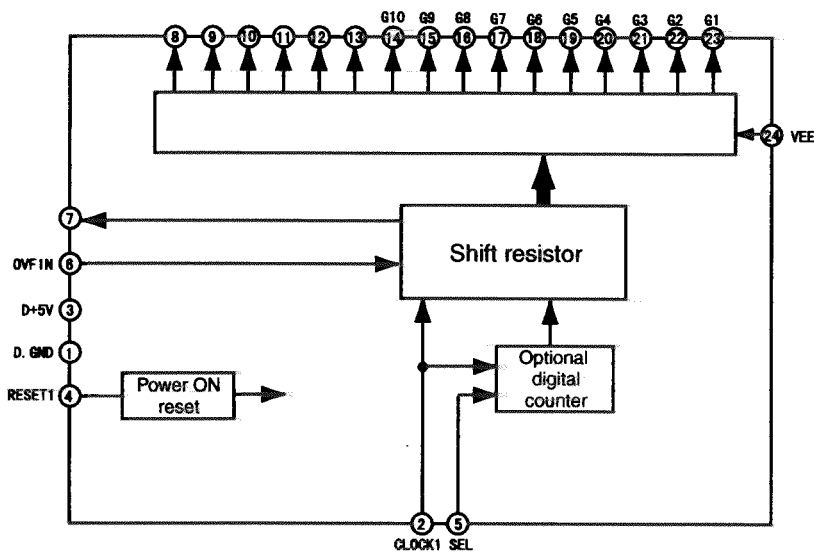 G10 G9 G8 G7 G6 G5 G4 G3 G2 G1
8 9 10 11 12 13 14 15 16 17 18 19 20 21 22 23
24 VEE
7
Shift resistor
OVFIN 6
D+5V 3
D. GND 1
Optional
digital
counter
RESET1 4
Power ON
reset
2 5
CLOCK1 SEL